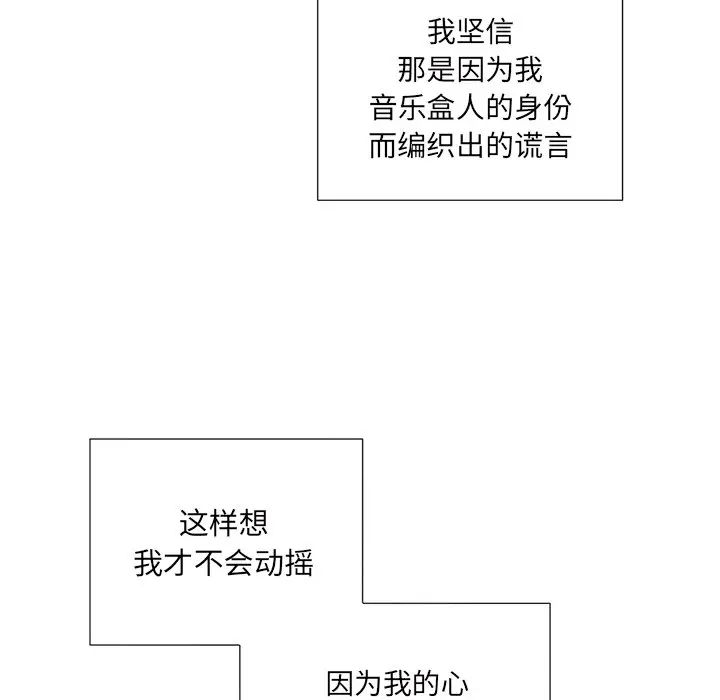 我坚信
那是因为我
音乐盒人的身份
而编织出的谎言
这样想
我才不会动摇
因为我的心